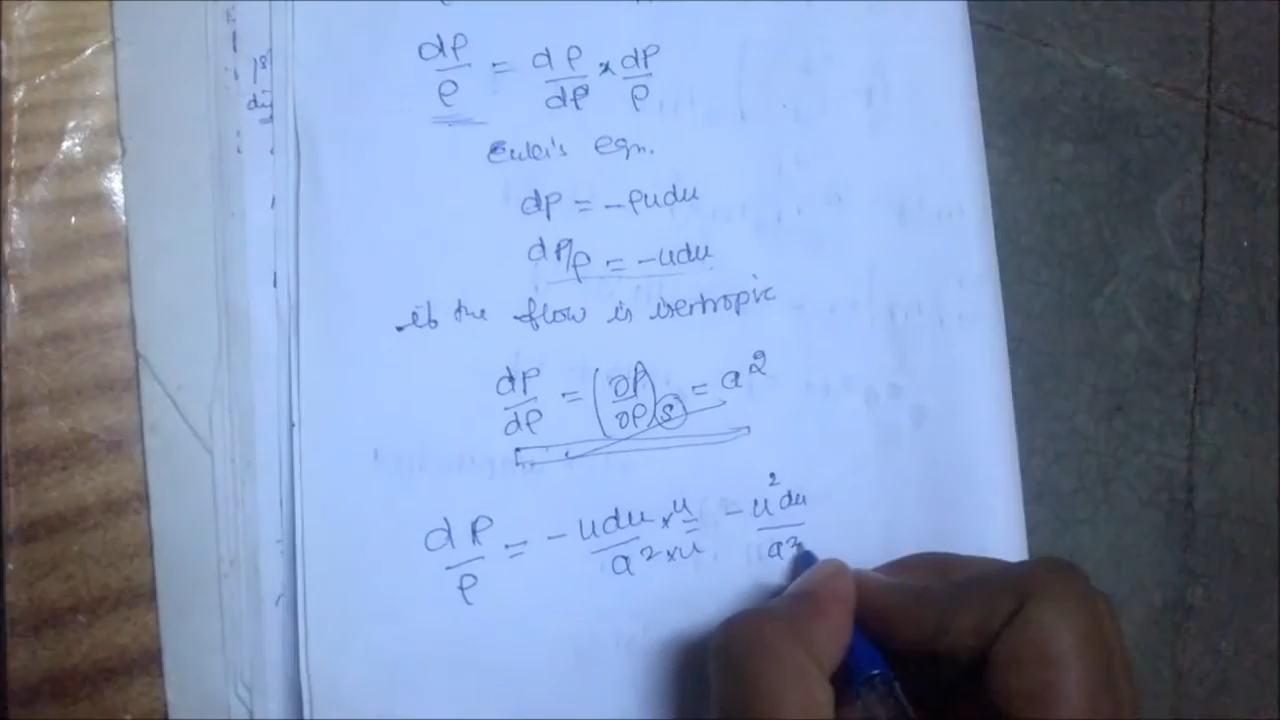 dρ/ρ = dρ/dP × dP/ρ
Euler's eqn.
dp = -ρudu
dP/ρ = -udu
if the flow is isentropic
dP/dρ = (∂P/∂ρ)s = a²
dρ/ρ = -udu/a² × u/u = -u²du/a²